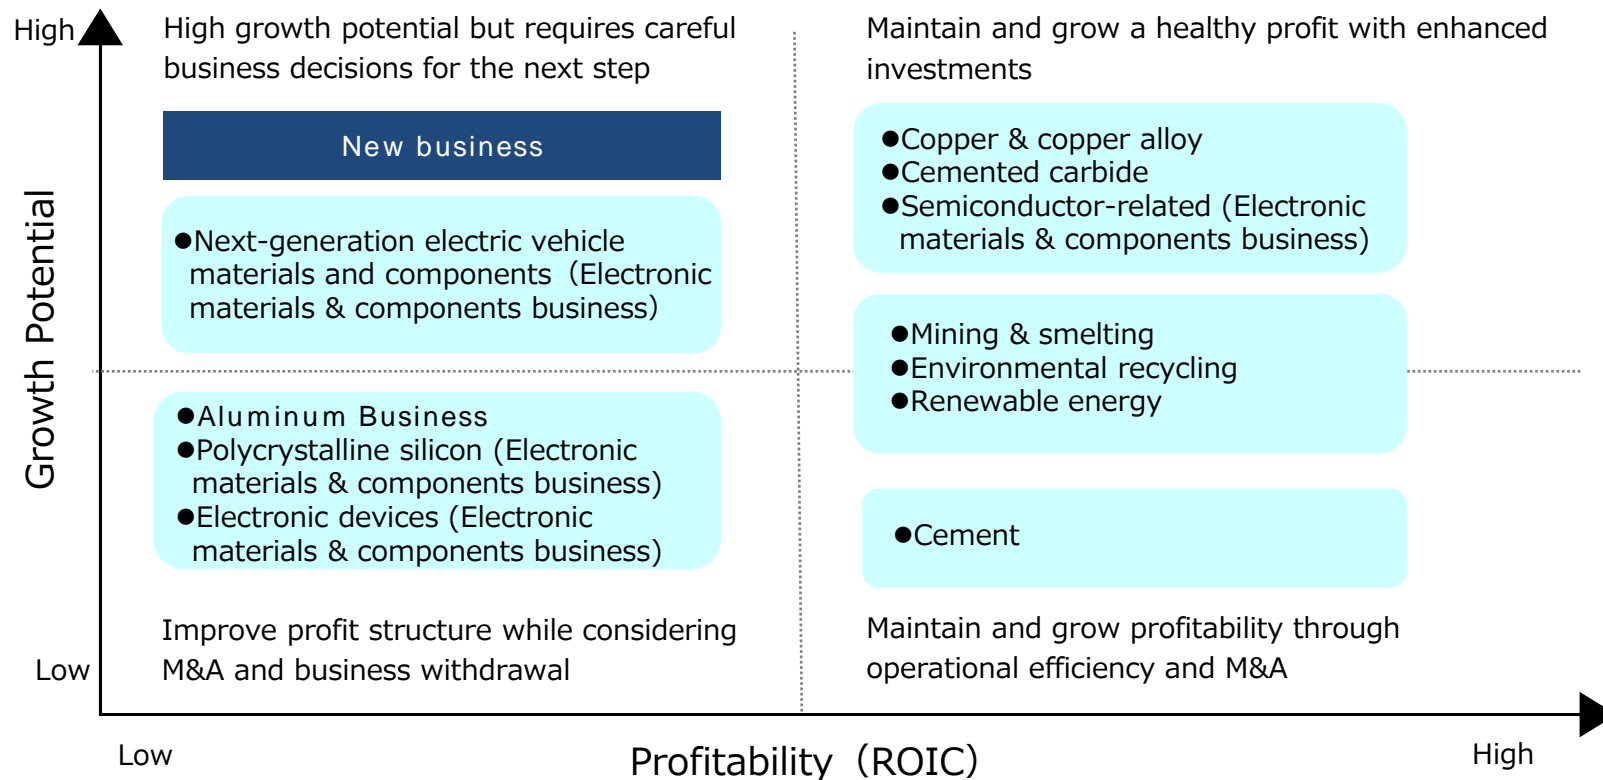 High
High growth potential but requires careful
business decisions for the next step
Maintain and grow a healthy profit with enhanced
investments
New business
●Next-generation electric vehicle
materials and components（Electronic
materials & components business）
●Copper & copper alloy
●Cemented carbide
●Semiconductor-related (Electronic
materials & components business)
●Mining & smelting
●Environmental recycling
●Renewable energy
Growth Potential
●Aluminum Business
●Polycrystalline silicon (Electronic
materials & components business)
●Electronic devices (Electronic
materials & components business)
●Cement
Improve profit structure while considering
M&A and business withdrawal
Maintain and grow profitability through
operational efficiency and M&A
Low
Low
Profitability（ROIC）
High